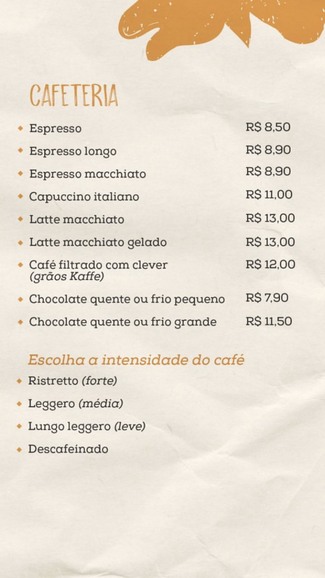 CAFETERIA
Espresso R$ 8,50
Espresso longo R$ 8,90
Espresso macchiato R$ 8,90
Capuccino italiano R$ 11,00
Latte macchiato R$ 13,00
Latte macchiato gelado R$ 13,00
Café filtrado com clever R$ 12,00
(grãos Kaffe)
Chocolate quente ou frio pequeno R$ 7,90
Chocolate quente ou frio grande R$ 11,50
Escolha a intensidade do café
Ristretto (forte)
Leggero (média)
Lungo leggero (leve)
Descafeinado